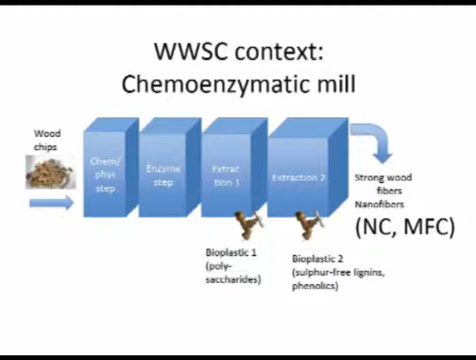 WWSC context:
Chemoenzymatic mill
Wood
chips
Chem/
phys
step
Enzyme
step
Extrac
tion 1
Extraction 2
Strong wood
fibers
Nanofibers
(NC, MFC)
Bioplastic 1
(poly-
saccharides)
Bioplastic 2
(sulphur-free lignins,
phenolics)